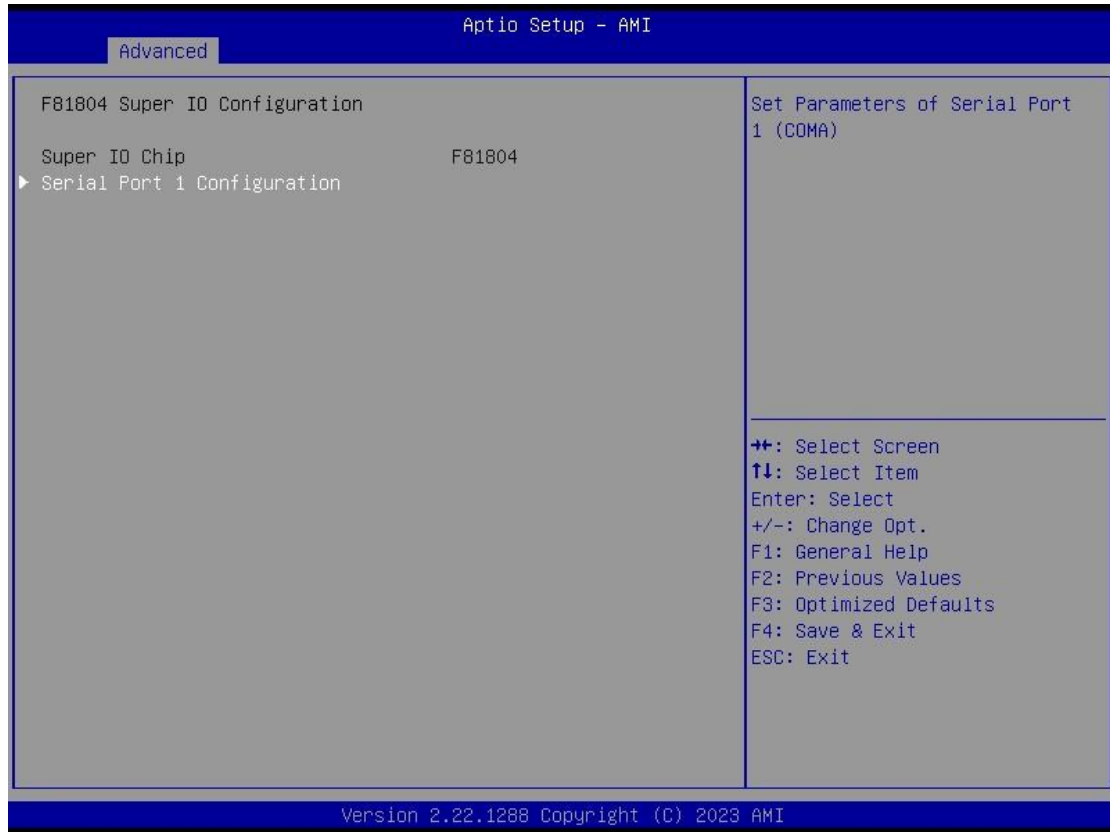 Aptio Setup – AMI
Advanced
F81804 Super IO Configuration
Super IO Chip F81804
▶ Serial Port 1 Configuration
Set Parameters of Serial Port
1 (COMA)
→←: Select Screen
↑↓: Select Item
Enter: Select
+/-: Change Opt.
F1: General Help
F2: Previous Values
F3: Optimized Defaults
F4: Save & Exit
ESC: Exit
Version 2.22.1288 Copyright (C) 2023 AMI